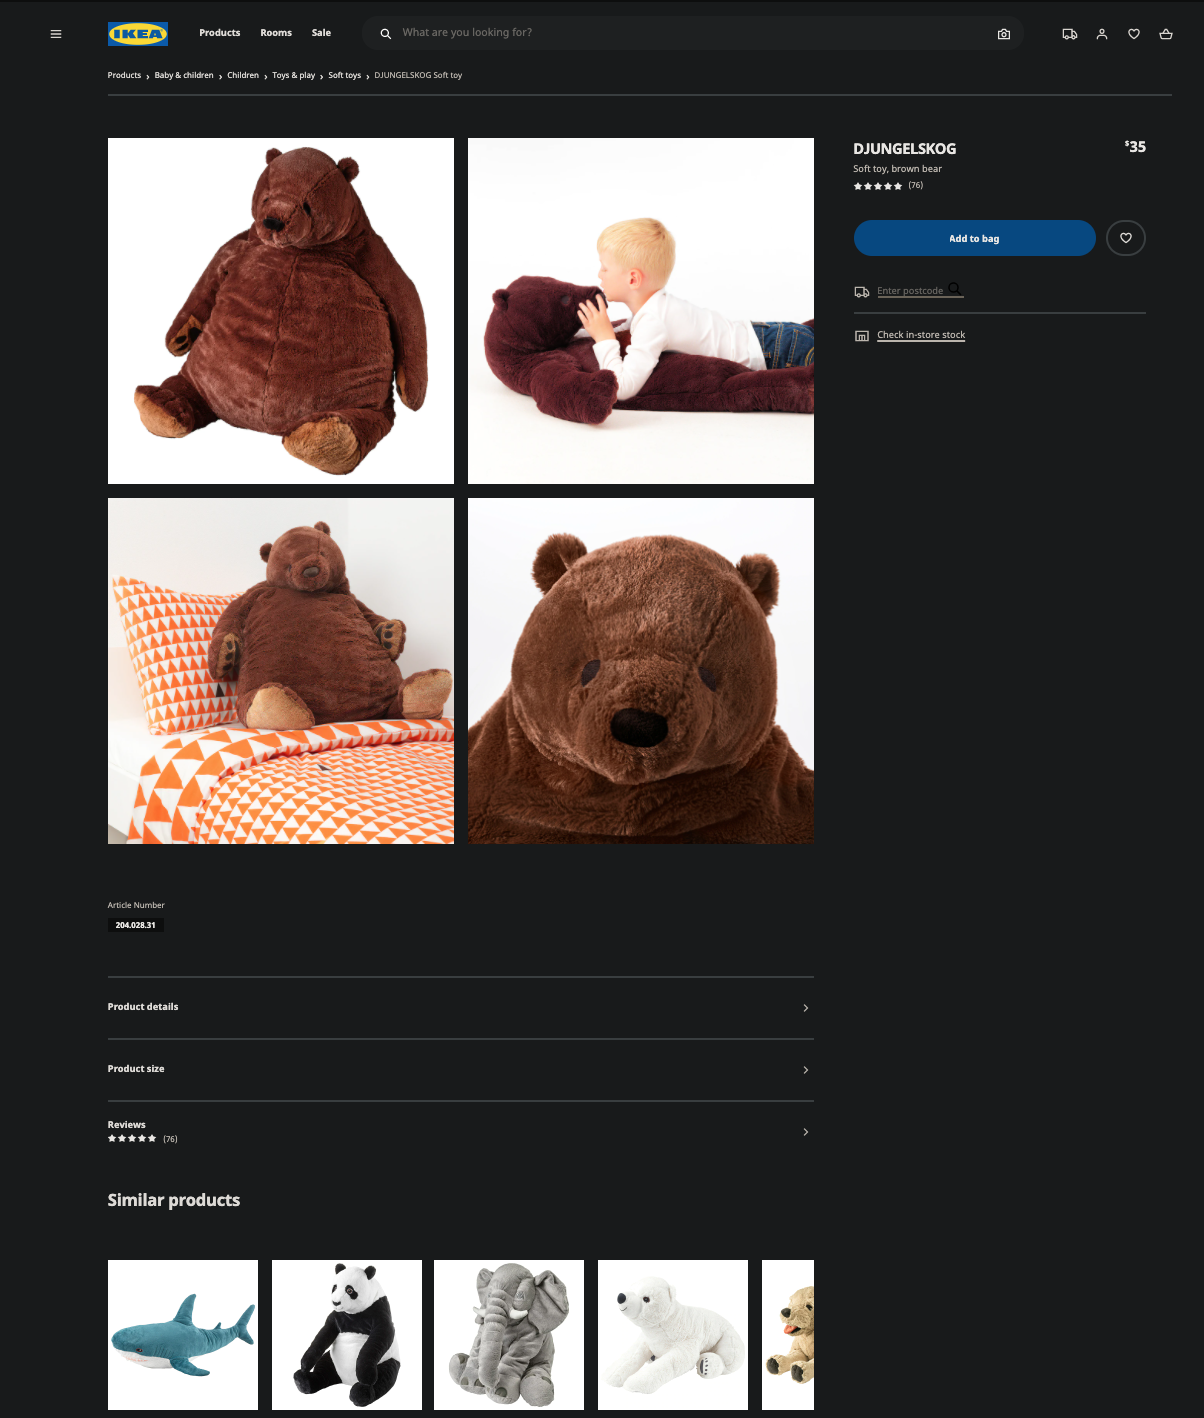 IKEA
Products Rooms Sale
What are you looking for?
Products > Baby & children > Children > Toys & play > Soft toys > DJUNGELSKOG Soft toy
DJUNGELSKOG $35
Soft toy, brown bear
(76)
Add to bag
Enter postcode
Check in-store stock
Article Number
204.028.31
Product details
Product size
Reviews
(76)
Similar products